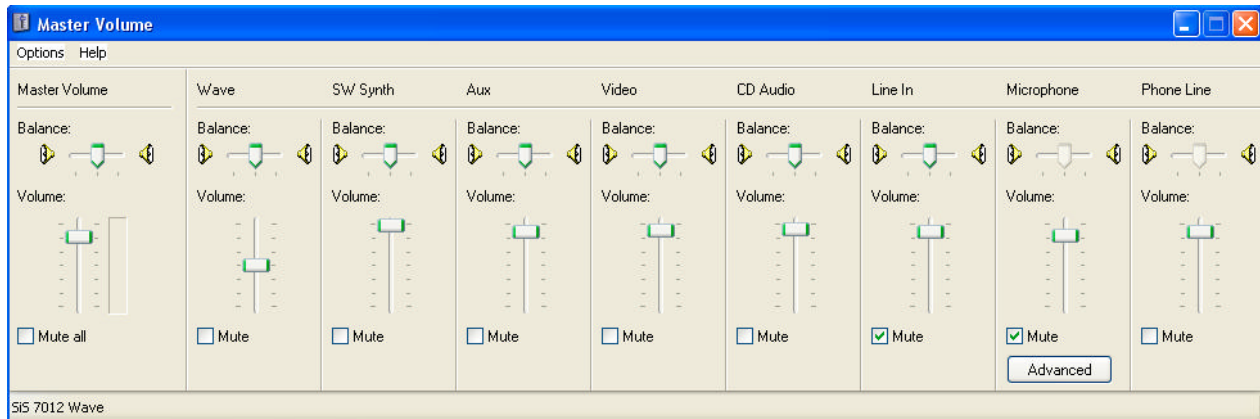 Master Volume
Options Help
Master Volume Wave SW Synth Aux Video CD Audio Line In Microphone Phone Line
Balance: Balance: Balance: Balance: Balance: Balance: Balance: Balance: Balance:
Volume: Volume: Volume: Volume: Volume: Volume: Volume: Volume: Volume:
Mute all Mute Mute Mute Mute Mute Mute Mute Mute
Advanced
SiS 7012 Wave